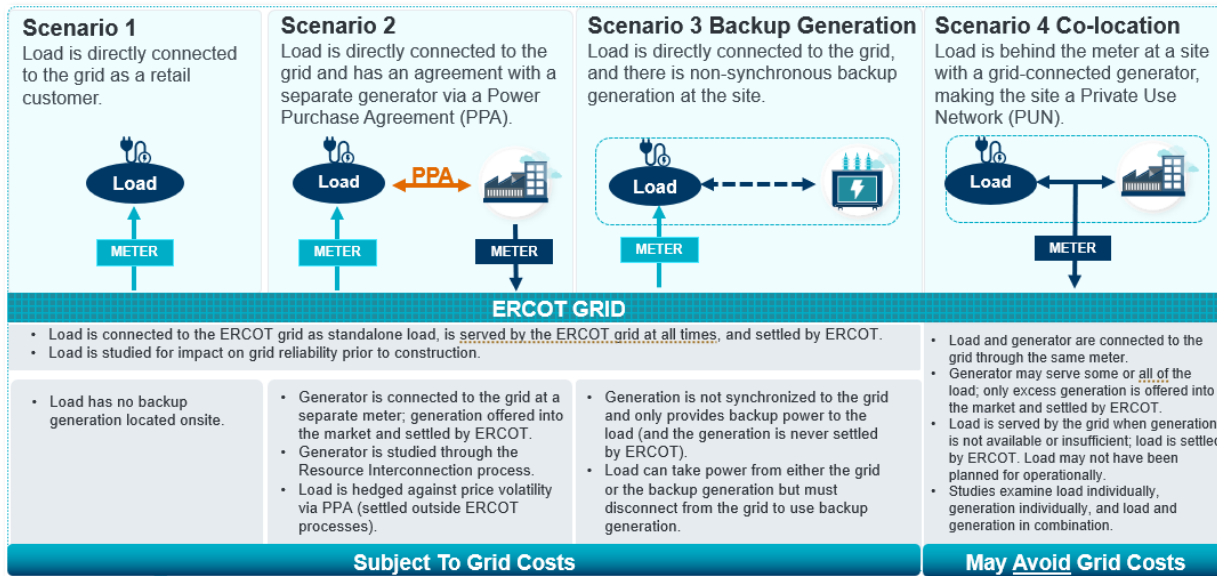 Scenario 1
Load is directly connected
to the grid as a retail
customer.
Load
METER
Scenario 2
Load is directly connected to the
grid and has an agreement with a
separate generator via a Power
Purchase Agreement (PPA).
Load
PPA
METER
METER
Scenario 3 Backup Generation
Load is directly connected to the grid,
and there is non-synchronous backup
generation at the site.
Load
METER
Scenario 4 Co-location
Load is behind the meter at a site
with a grid-connected generator,
making the site a Private Use
Network (PUN).
Load
METER
ERCOT GRID
• Load is connected to the ERCOT grid as standalone load, is served by the ERCOT grid at all times, and settled by ERCOT.
• Load is studied for impact on grid reliability prior to construction.
• Load has no backup
generation located onsite.
• Generator is connected to the grid at a
separate meter; generation offered into
the market and settled by ERCOT.
• Generator is studied through the
Resource Interconnection process.
• Load is hedged against price volatility
via PPA (settled outside ERCOT
processes).
• Generation is not synchronized to the grid
and only provides backup power to the
load (and the generation is never settled
by ERCOT).
• Load can take power from either the grid
or the backup generation but must
disconnect from the grid to use backup
generation.
• Load and generator are connected to the
grid through the same meter.
• Generator may serve some or all of the
load; only excess generation is offered into
the market and settled by ERCOT.
• Load is served by the grid when generation
is not available or insufficient; load is settled
by ERCOT. Load may not have been
planned for operationally.
• Studies examine load individually,
generation individually, and load and
generation in combination.
Subject To Grid Costs
May Avoid Grid Costs